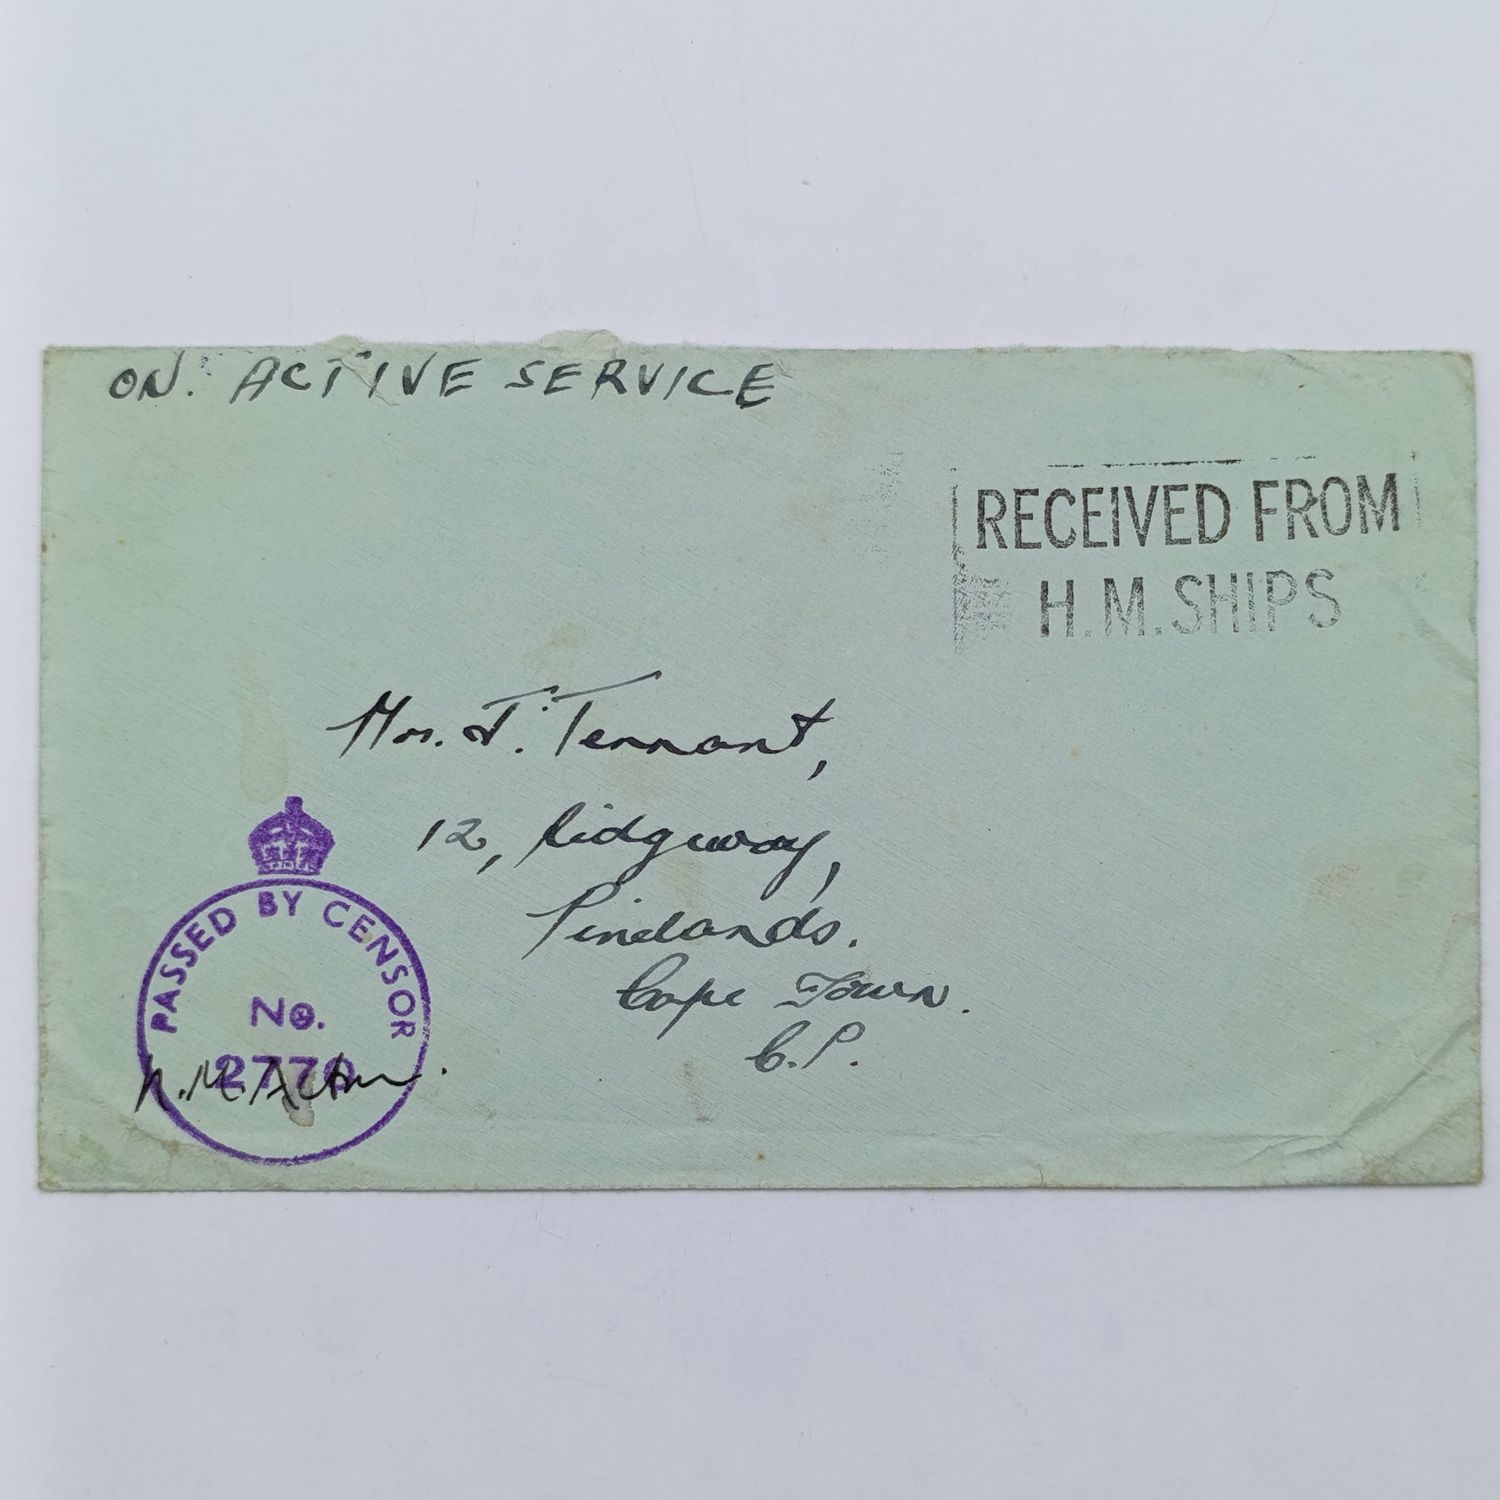 ON. ACTIVE SERVICE
RECEIVED FROM
H.M.SHIPS
Mrs. J. Tennant,
12, Ridgeway,
Pinelands.
Cape Town.
C.P.
PASSED BY CENSOR
No.